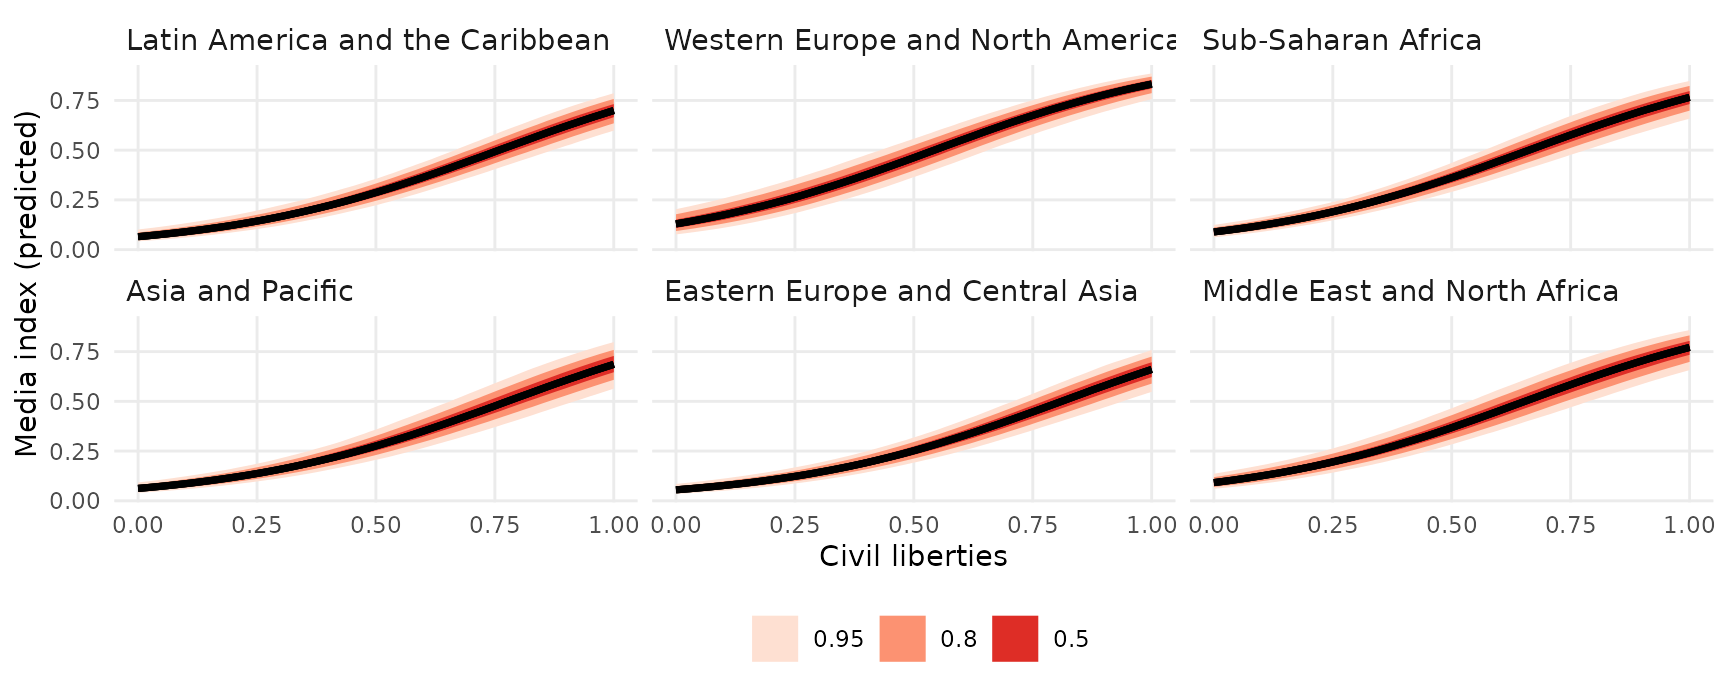 Latin America and the Caribbean
Western Europe and North America
Sub-Saharan Africa
Media index (predicted)
0.75
0.50
0.25
0.00
Asia and Pacific
Eastern Europe and Central Asia
Middle East and North Africa
0.75
0.50
0.25
0.00
0.00 0.25 0.50 0.75 1.00 0.00 0.25 0.50 0.75 1.00 0.00 0.25 0.50 0.75 1.00
Civil liberties
0.95 0.8 0.5